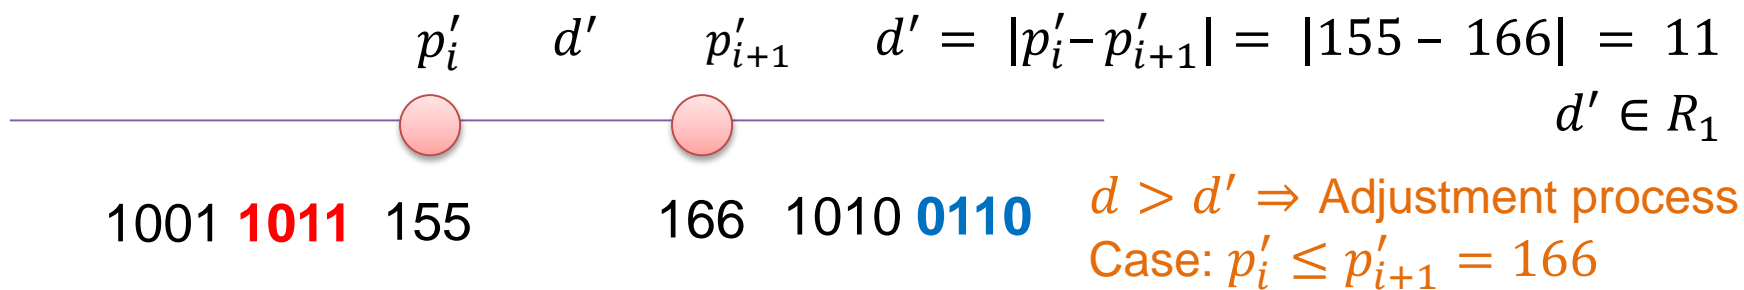 p′ᵢ d′ p′ᵢ₊₁ d′ = |p′ᵢ – p′ᵢ₊₁| = |155 – 166| = 11
d′ ∈ R₁
1001 1011 155 166 1010 0110
d > d′ ⇒ Adjustment process
Case: p′ᵢ ≤ p′ᵢ₊₁ = 166